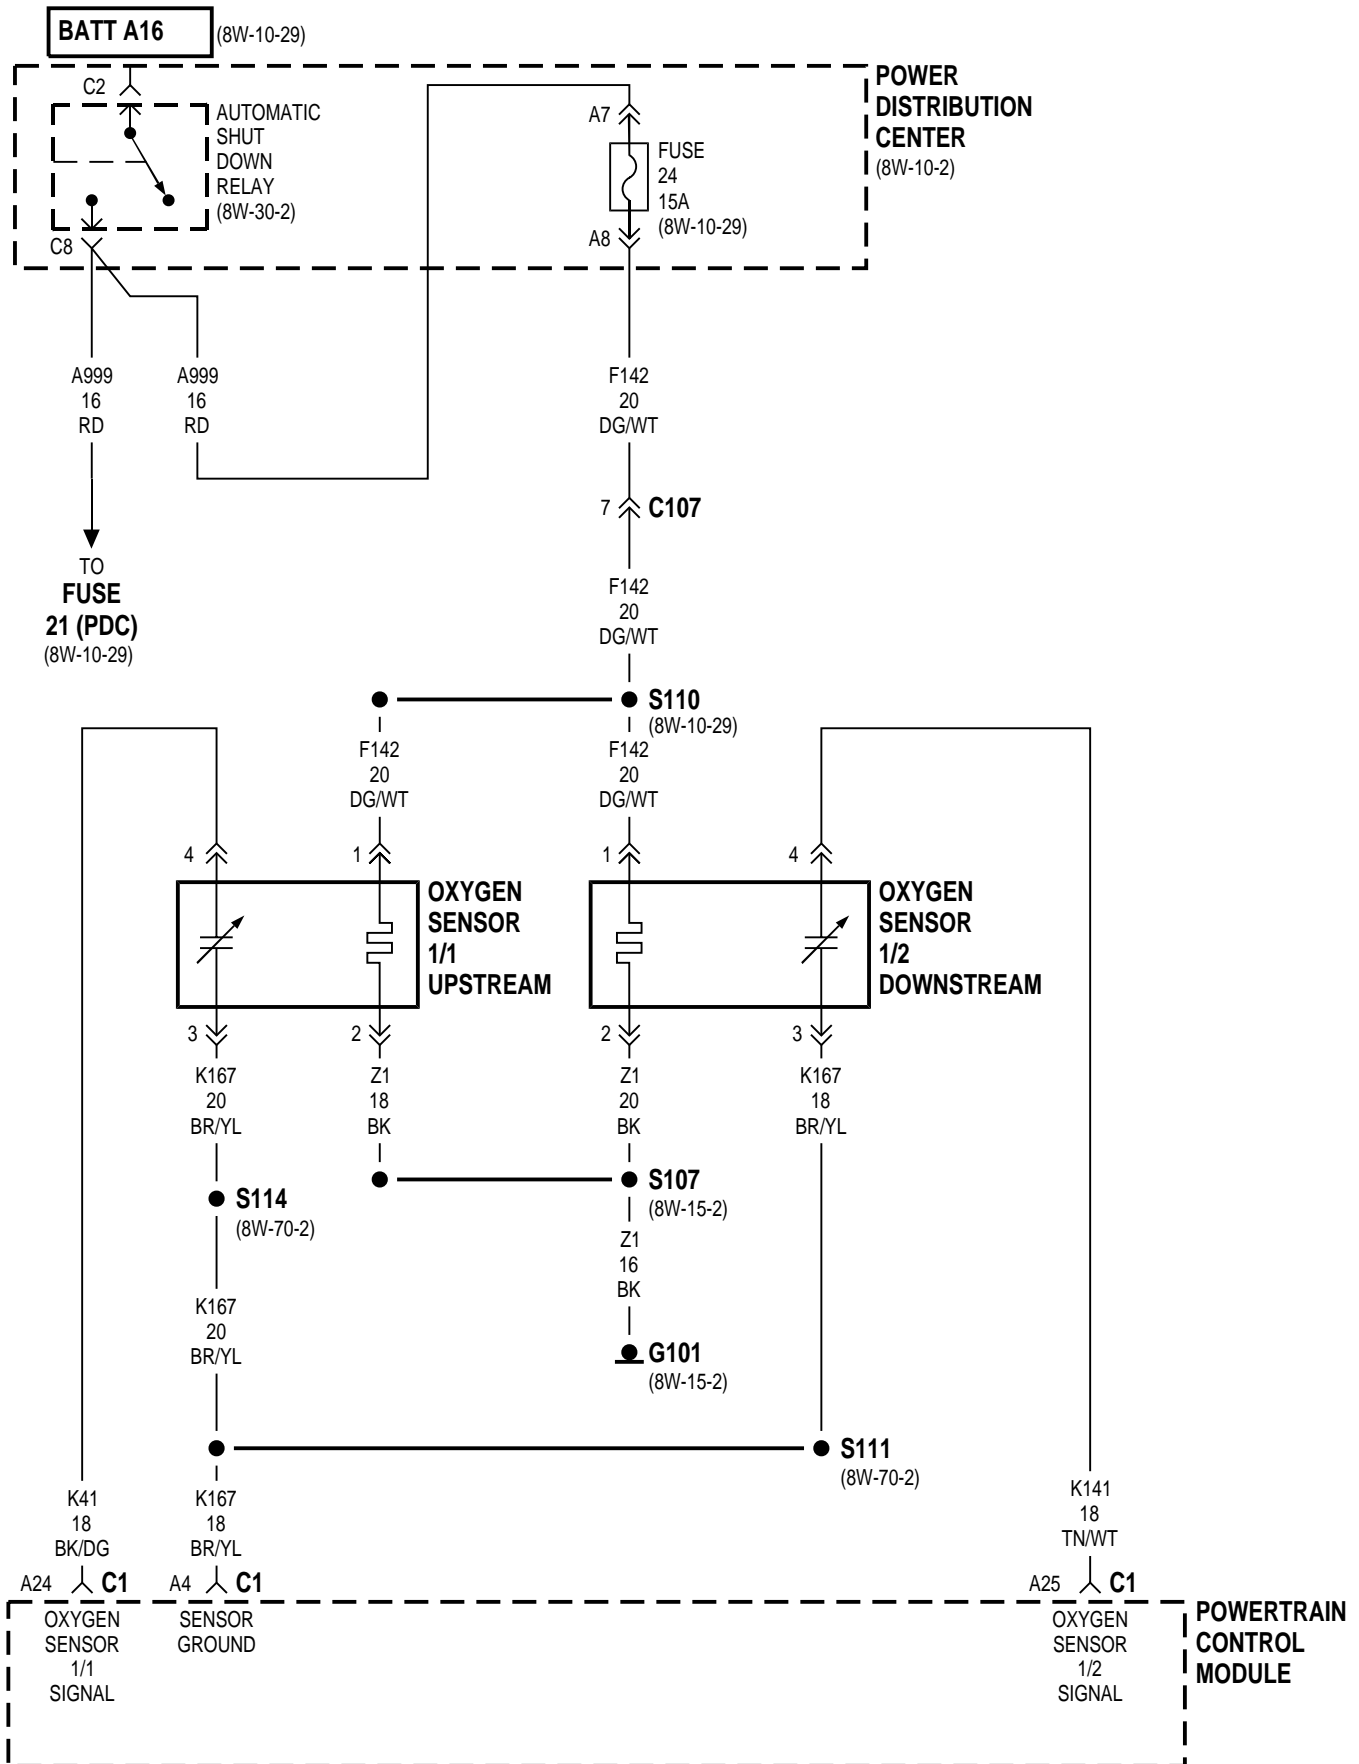 BATT A16 (8W-10-29)
C2
AUTOMATIC
SHUT
DOWN
RELAY
(8W-30-2)
C8
A7
FUSE
24
15A
(8W-10-29)
A8
POWER
DISTRIBUTION
CENTER
(8W-10-2)
A999
16
RD
A999
16
RD
F142
20
DG/WT
TO
FUSE
21 (PDC)
(8W-10-29)
7 C107
F142
20
DG/WT
S110
(8W-10-29)
F142
20
DG/WT
F142
20
DG/WT
4
1
1
4
OXYGEN
SENSOR
1/1
UPSTREAM
OXYGEN
SENSOR
1/2
DOWNSTREAM
3
2
2
3
K167
20
BR/YL
Z1
18
BK
Z1
20
BK
K167
18
BR/YL
S114
(8W-70-2)
S107
(8W-15-2)
Z1
16
BK
K167
20
BR/YL
G101
(8W-15-2)
S111
(8W-70-2)
K41
18
BK/DG
K167
18
BR/YL
K141
18
TN/WT
A24 C1
A4 C1
A25 C1
OXYGEN
SENSOR
1/1
SIGNAL
SENSOR
GROUND
OXYGEN
SENSOR
1/2
SIGNAL
POWERTRAIN
CONTROL
MODULE